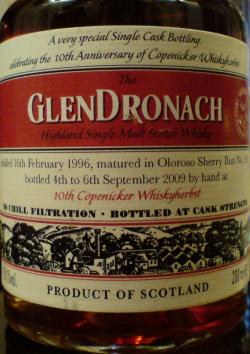 A very special Single Cask Bottling
celebrating the 10th Anniversary of Copenicker Whiskyherbst
The
GLENDRONACH
Highland Single Malt Scotch Whisky
16th February 1996, matured in Oloroso Sherry Butt No.
bottled 4th to 6th September 2009 by hand at
10th Copenicker Whiskyherbst
CHILL FILTRATION • BOTTLED AT CASK STRENGTH
PRODUCT OF SCOTLAND